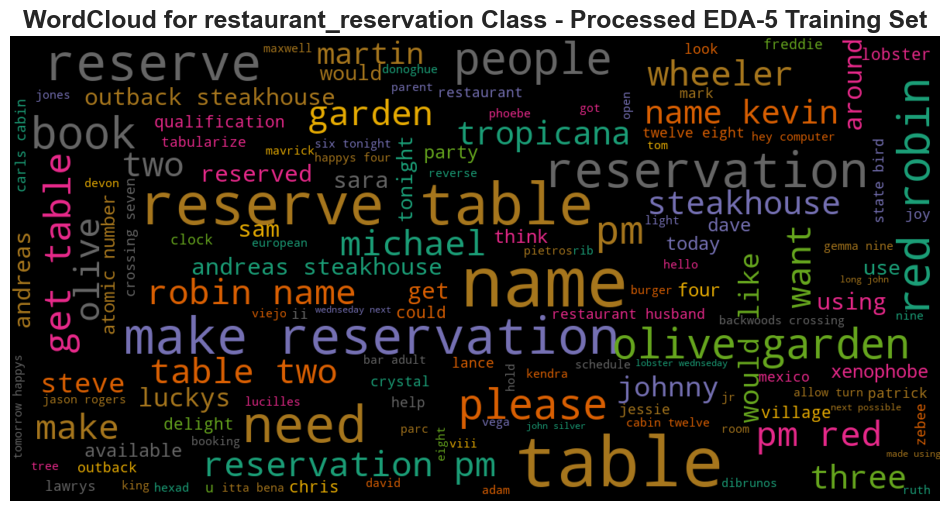 WordCloud for restaurant_reservation Class - Processed EDA-5 Training Set
reserve
maxwell
martin
would
donoghue
people
look
freddie
lobster
wheeler
around
jones
outback steakhouse
parent
restaurant
mark
garden
phoebe
got
open
name kevin
robin
carls cabin
book
qualification
tabularize
six tonight
tropicana
twelve eight
hey computer
tom
mavrick
happys four
party
two
reserved
sara
tonight
reverse
reservation
state bird
get table
devon
crossing seven
reserve table
steakhouse
light
joy
olive
atomic number
sam
clock
european
michael
think
pietros
rib
pm
dave
today
gemma nine
red
andreas
andreas steakhouse
name
hello
like
want
long john
use
robin name
get
burger
four
using
viejo
ii
wednseday next
could
restaurant husband
backwoods crossing
nine
make reservation
olive garden
tomorrow happys
table two
bar adult
lance
schedule
lobster wednseday
would
mexico
xenophobe
steve
jason rogers
luckys
lucilles
crystal
help
kendra
hold
johnny
jr
allow turn
patrick
make
delight
need
please
jessie
village
next possible
zebee
parc
vega
john silver
cabin twelve
room
pm red
available
booking
viii
eight
made using
tree
outback
reservation pm
table
three
lawrys
king
hexad
u
itta bena
chris
david
adam
dibrunos
ruth